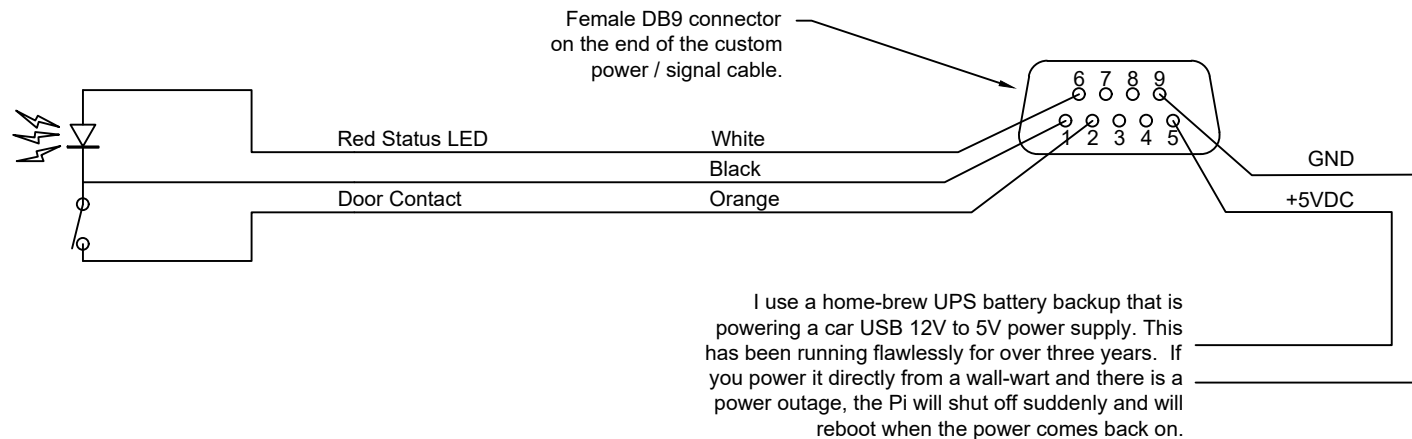 Female DB9 connector
on the end of the custom
power / signal cable.
6 7 8 9
1 2 3 4 5
Red Status LED
White
Black
Door Contact
Orange
GND
+5VDC
I use a home-brew UPS battery backup that is
powering a car USB 12V to 5V power supply. This
has been running flawlessly for over three years. If
you power it directly from a wall-wart and there is a
power outage, the Pi will shut off suddenly and will
reboot when the power comes back on.